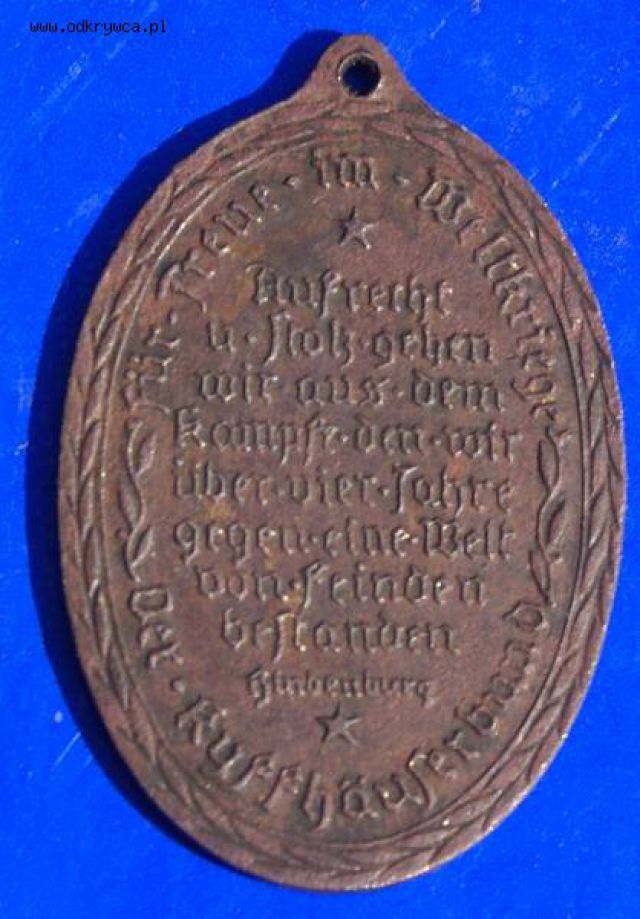 www.odkrywca.pl
Für · Treue · im · Weltkriege
Aufrecht
u · stolz · gehen
wir · aus · dem
Kampfe · den · wir
über · vier · Jahre
gegen · eine · Welt
von · Feinden
bestanden
Hindenburg
Der · Kyffhäuserbund